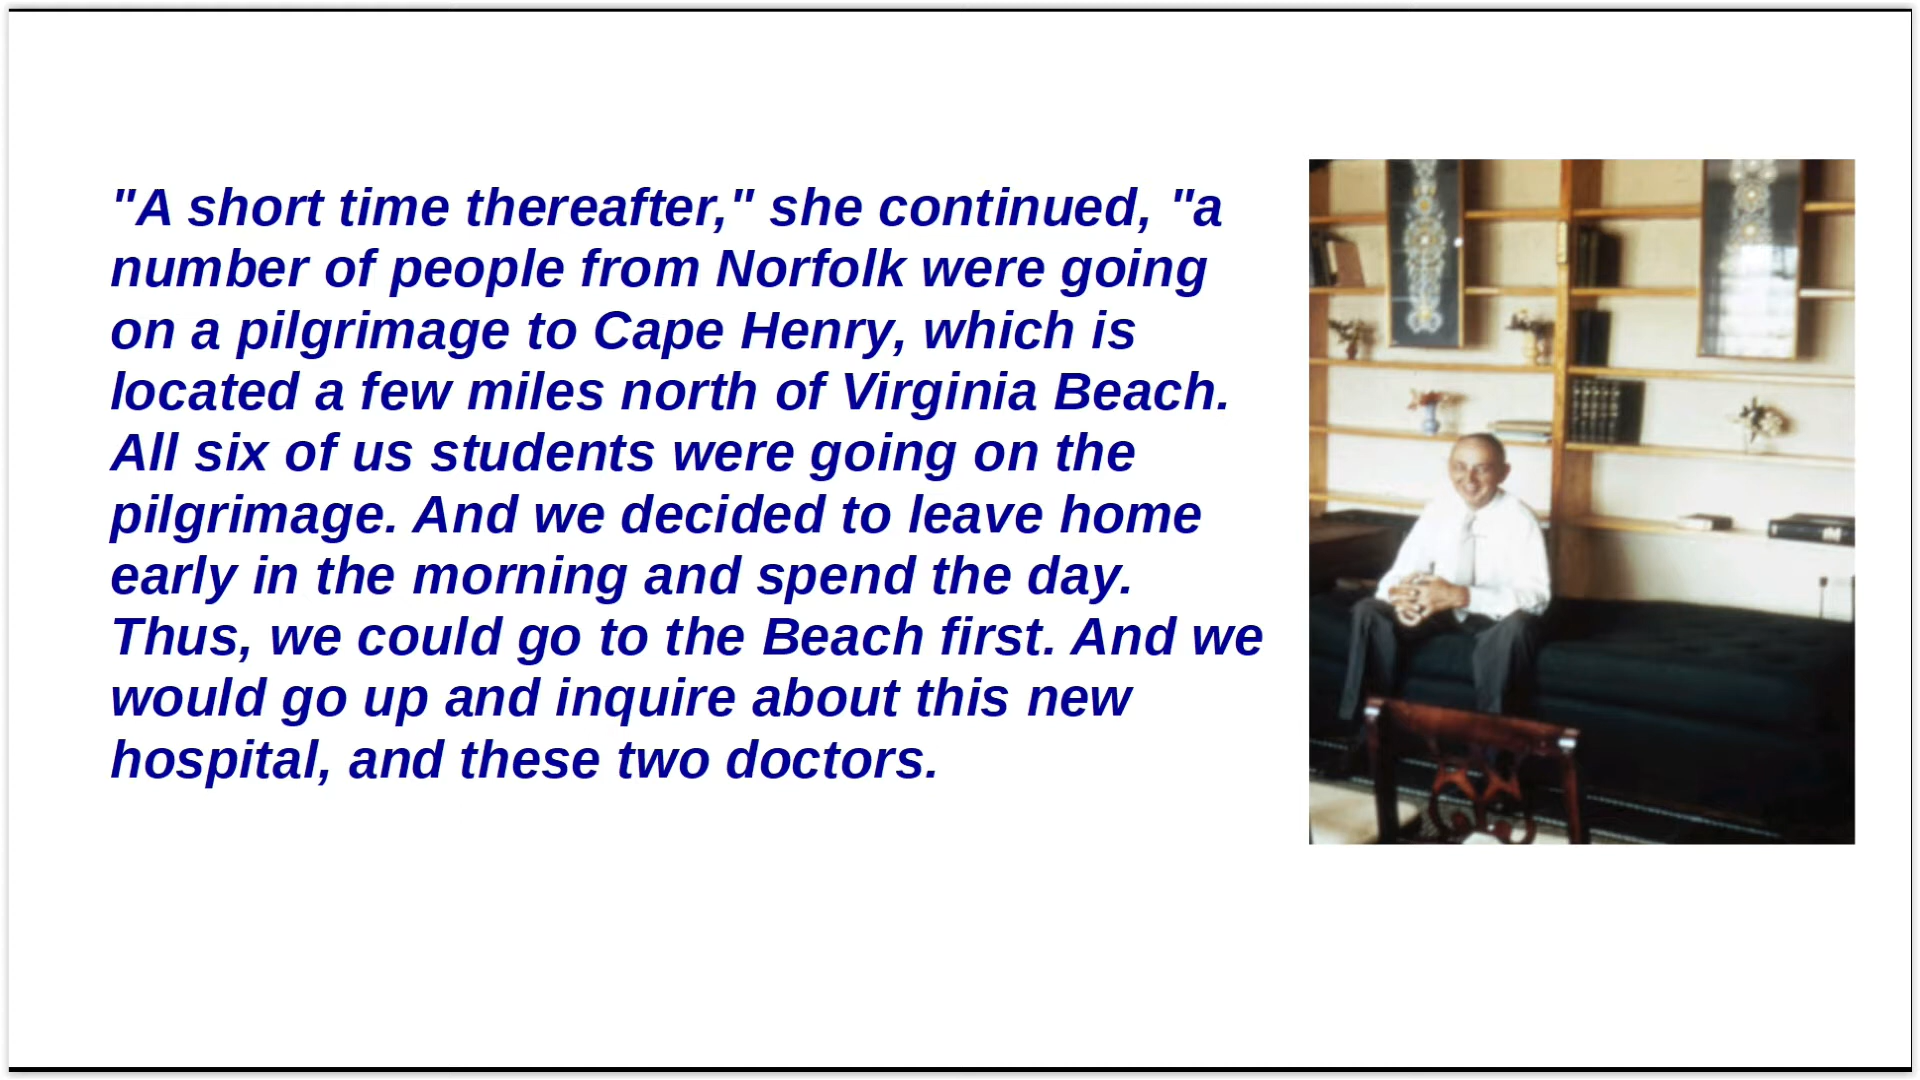 "A short time thereafter," she continued, "a
number of people from Norfolk were going
on a pilgrimage to Cape Henry, which is
located a few miles north of Virginia Beach.
All six of us students were going on the
pilgrimage. And we decided to leave home
early in the morning and spend the day.
Thus, we could go to the Beach first. And we
would go up and inquire about this new
hospital, and these two doctors.